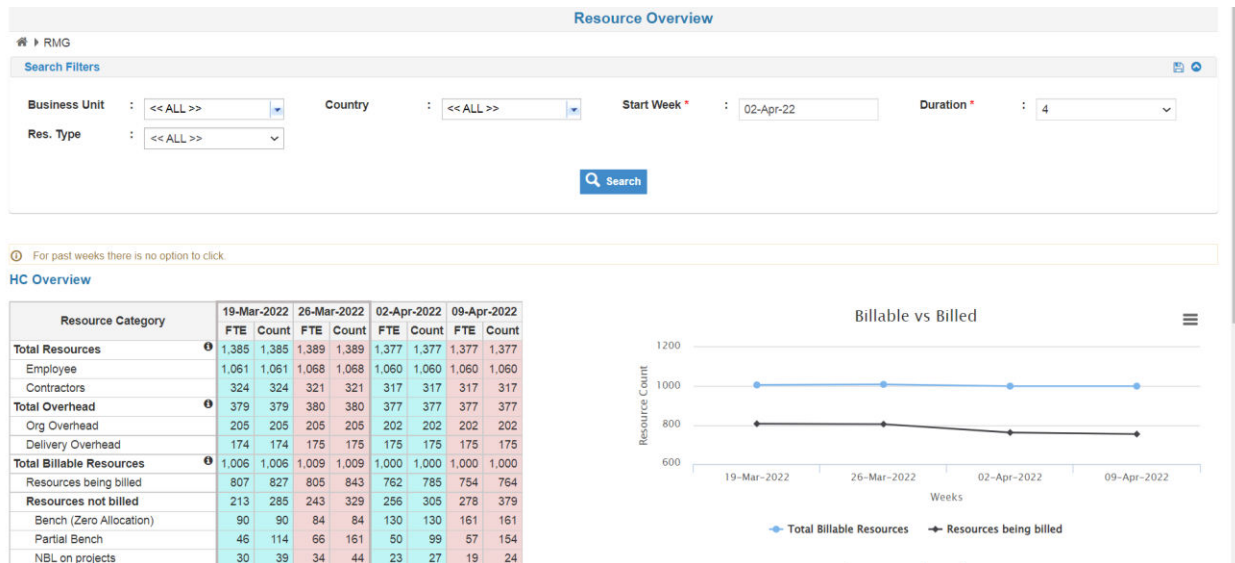 Resource Overview
RMG
Search Filters
Business Unit : << ALL >> Country : << ALL >> Start Week * : 02-Apr-22 Duration * : 4
Res. Type : << ALL >>
Search
For past weeks there is no option to click.
HC Overview
Resource Category 19-Mar-2022 26-Mar-2022 02-Apr-2022 09-Apr-2022
FTE Count FTE Count FTE Count FTE Count
Total Resources 1,385 1,385 1,389 1,389 1,377 1,377 1,377 1,377
Employee 1,061 1,061 1,068 1,068 1,060 1,060 1,060 1,060
Contractors 324 324 321 321 317 317 317 317
Total Overhead 379 379 380 380 377 377 377 377
Org Overhead 205 205 205 205 202 202 202 202
Delivery Overhead 174 174 175 175 175 175 175 175
Total Billable Resources 1,006 1,006 1,009 1,009 1,000 1,000 1,000 1,000
Resources being billed 807 827 805 843 762 785 754 764
Resources not billed 213 285 243 329 256 305 278 379
Bench (Zero Allocation) 90 90 84 84 130 130 161 161
Partial Bench 46 114 66 161 50 99 57 154
NBL on projects 30 39 34 44 23 27 19 24
Billable vs Billed
Resource Count
1200
1000
800
600
19-Mar-2022 26-Mar-2022 02-Apr-2022 09-Apr-2022
Weeks
Total Billable Resources Resources being billed